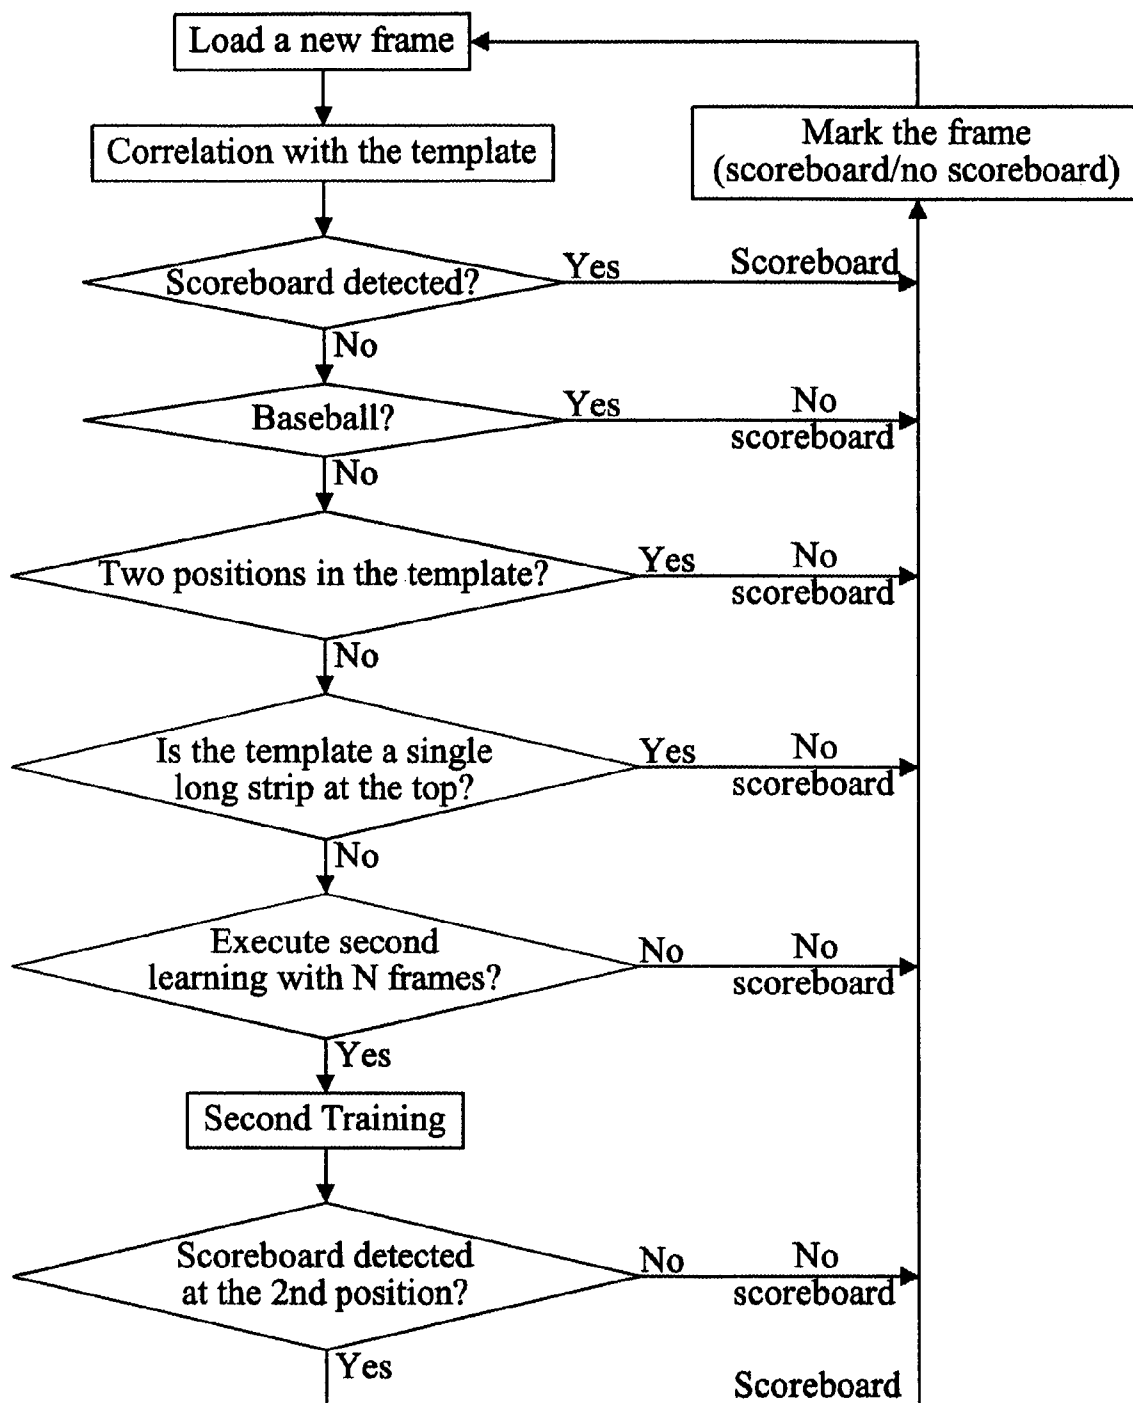 Load a new frame
Mark the frame
(scoreboard/no scoreboard)
Correlation with the template
Scoreboard detected?
Yes
Scoreboard
No
Baseball?
Yes
No
scoreboard
No
Two positions in the template?
Yes
No
scoreboard
No
Is the template a single
long strip at the top?
Yes
No
scoreboard
No
Execute second
learning with N frames?
No
No
scoreboard
Yes
Second Training
Scoreboard detected
at the 2nd position?
No
No
scoreboard
Yes
Scoreboard